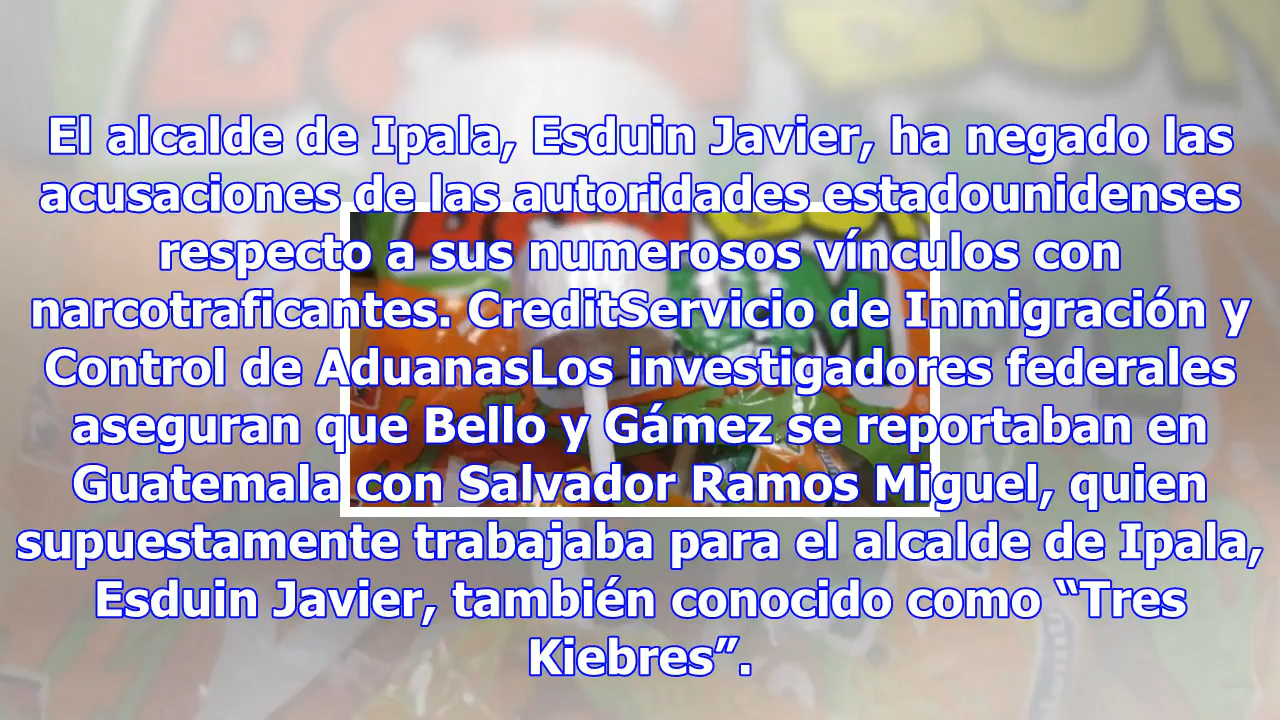 El alcalde de Ipala, Esduin Javier, ha negado las
acusaciones de las autoridades estadounidenses
respecto a sus numerosos vínculos con
narcotraficantes. CreditServicio de Inmigración y
Control de AduanasLos investigadores federales
aseguran que Bello y Gámez se reportaban en
Guatemala con Salvador Ramos Miguel, quien
supuestamente trabajaba para el alcalde de Ipala,
Esduin Javier, también conocido como “Tres
Kiebres”.